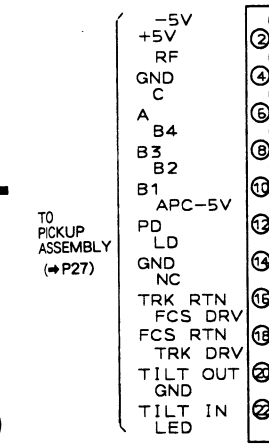 −5V
+5V ②
RF
GND ④
C
A ⑥
B4
B3 ⑧
B2
B1 ⑩
APC−5V
PD ⑫
LD
GND ⑭
NC
TRK RTN ⑯
FCS DRV
FCS RTN ⑱
TRK DRV
TILT OUT ⑳
GND
TILT IN ㉒
LED
TO
PICKUP
ASSEMBLY
(➡P27)